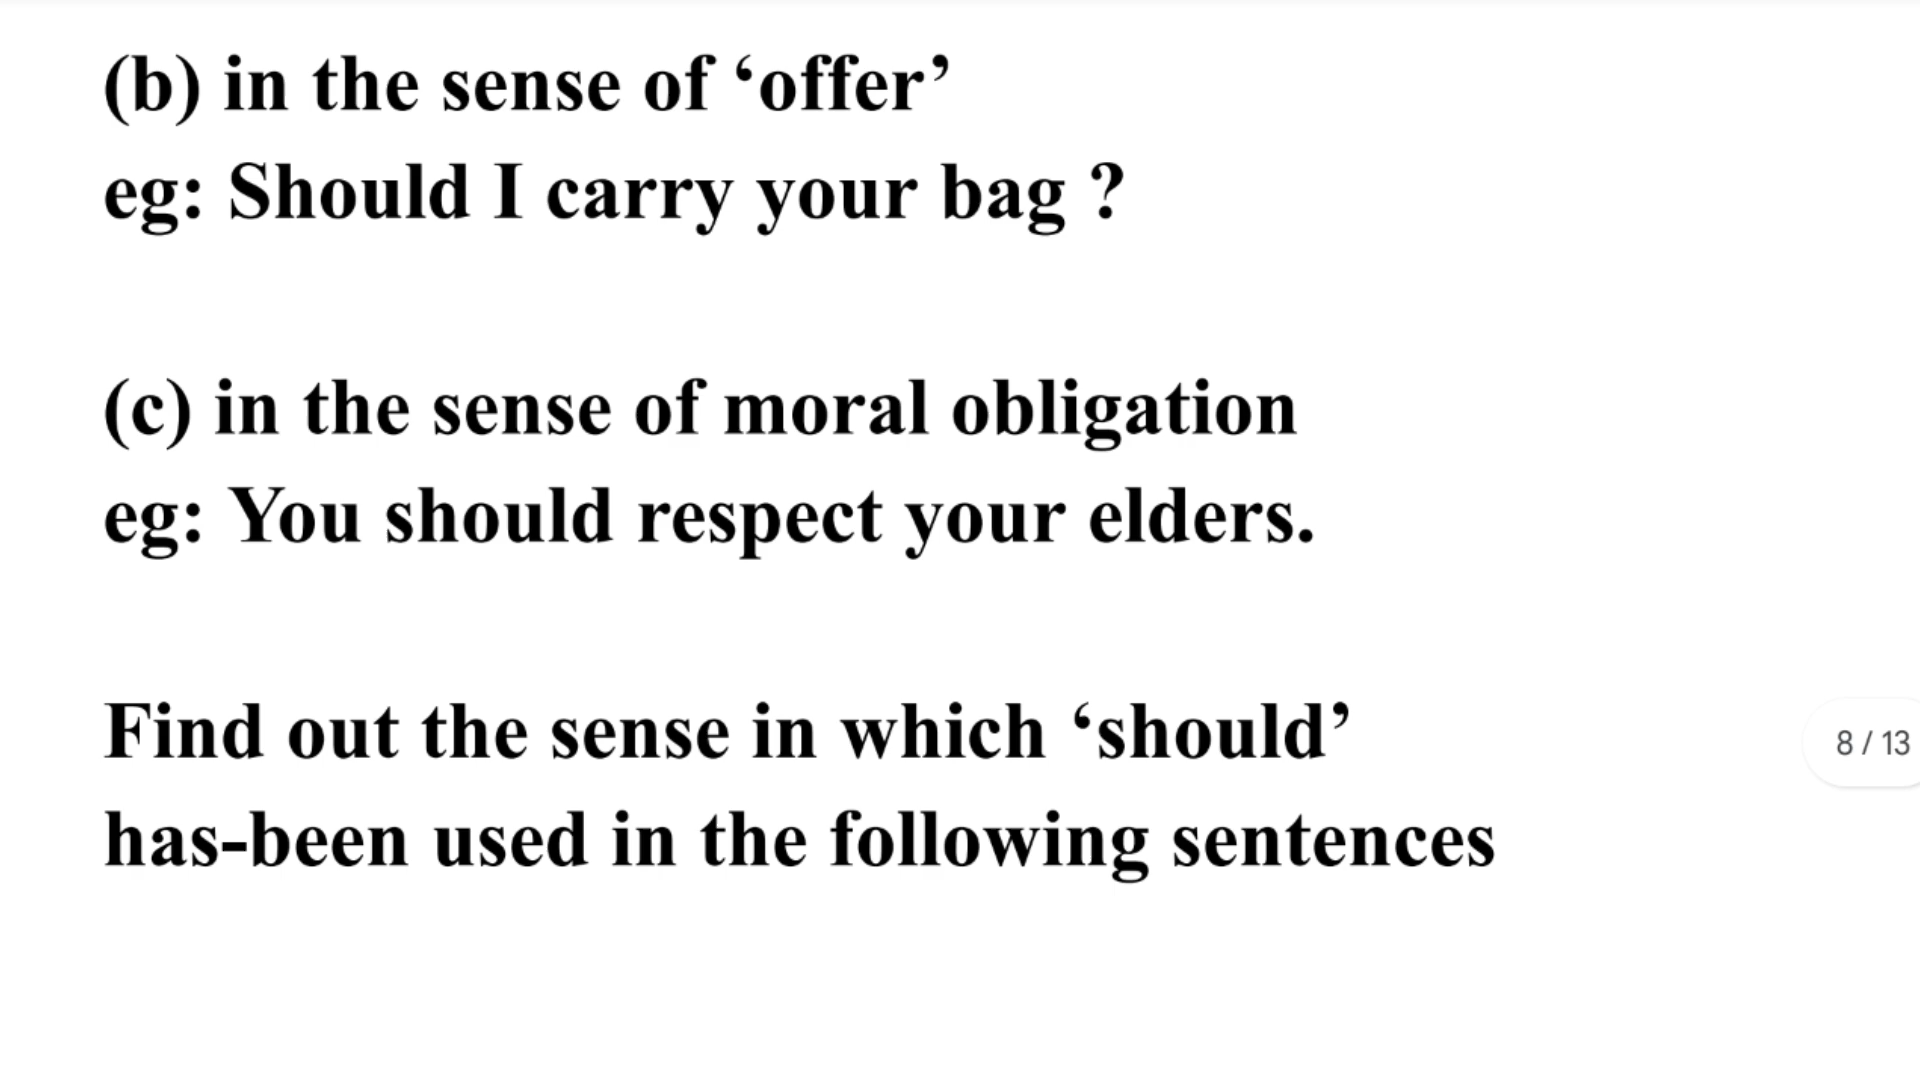 (b) in the sense of ‘offer’
eg: Should I carry your bag ?
(c) in the sense of moral obligation
eg: You should respect your elders.
Find out the sense in which ‘should’
8 / 13
has-been used in the following sentences